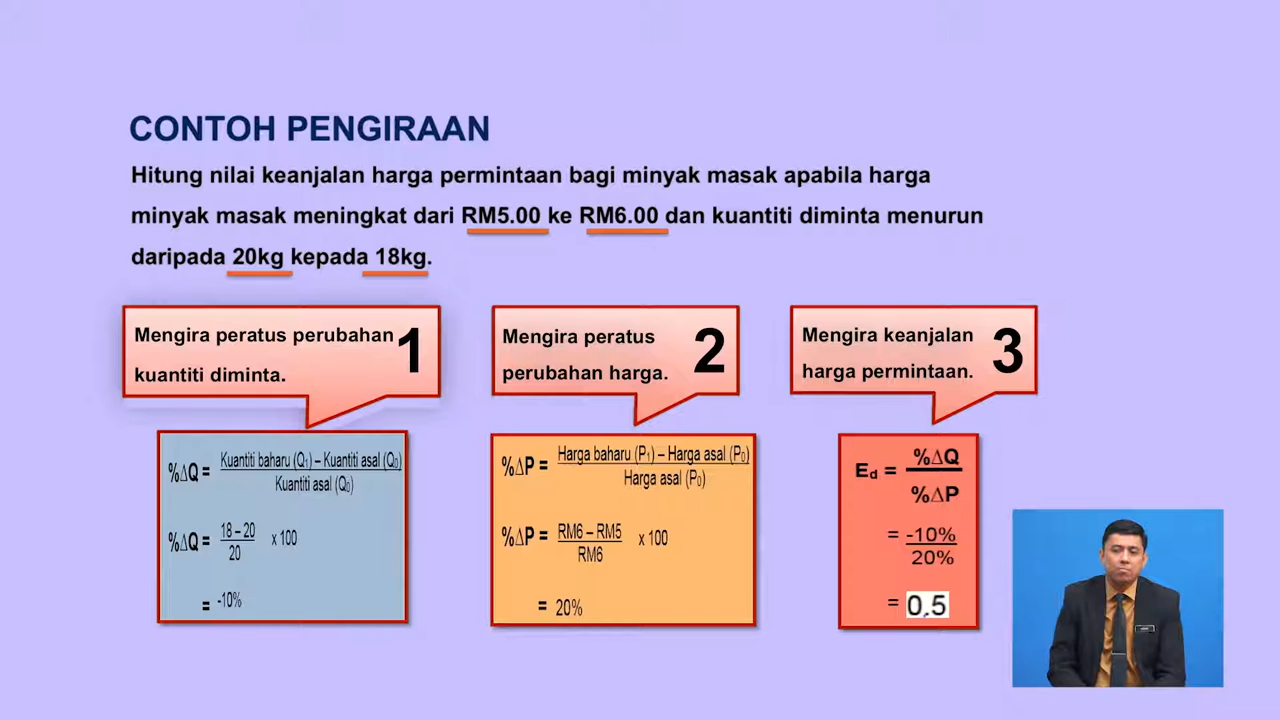 CONTOH PENGIRAAN
Hitung nilai keanjalan harga permintaan bagi minyak masak apabila harga
minyak masak meningkat dari RM5.00 ke RM6.00 dan kuantiti diminta menurun
daripada 20kg kepada 18kg.
Mengira peratus perubahan
kuantiti diminta.
1
%∆Q = Kuantiti baharu (Q₁) – Kuantiti asal (Q₀)
Kuantiti asal (Q₀)
%∆Q = 18 – 20 x 100
20
= -10%
Mengira peratus
perubahan harga.
2
%∆P = Harga baharu (P₁) – Harga asal (P₀)
Harga asal (P₀)
%∆P = RM6 – RM5 x 100
RM6
= 20%
Mengira keanjalan
harga permintaan.
3
Ed = %∆Q
%∆P
= -10%
20%
= 0.5